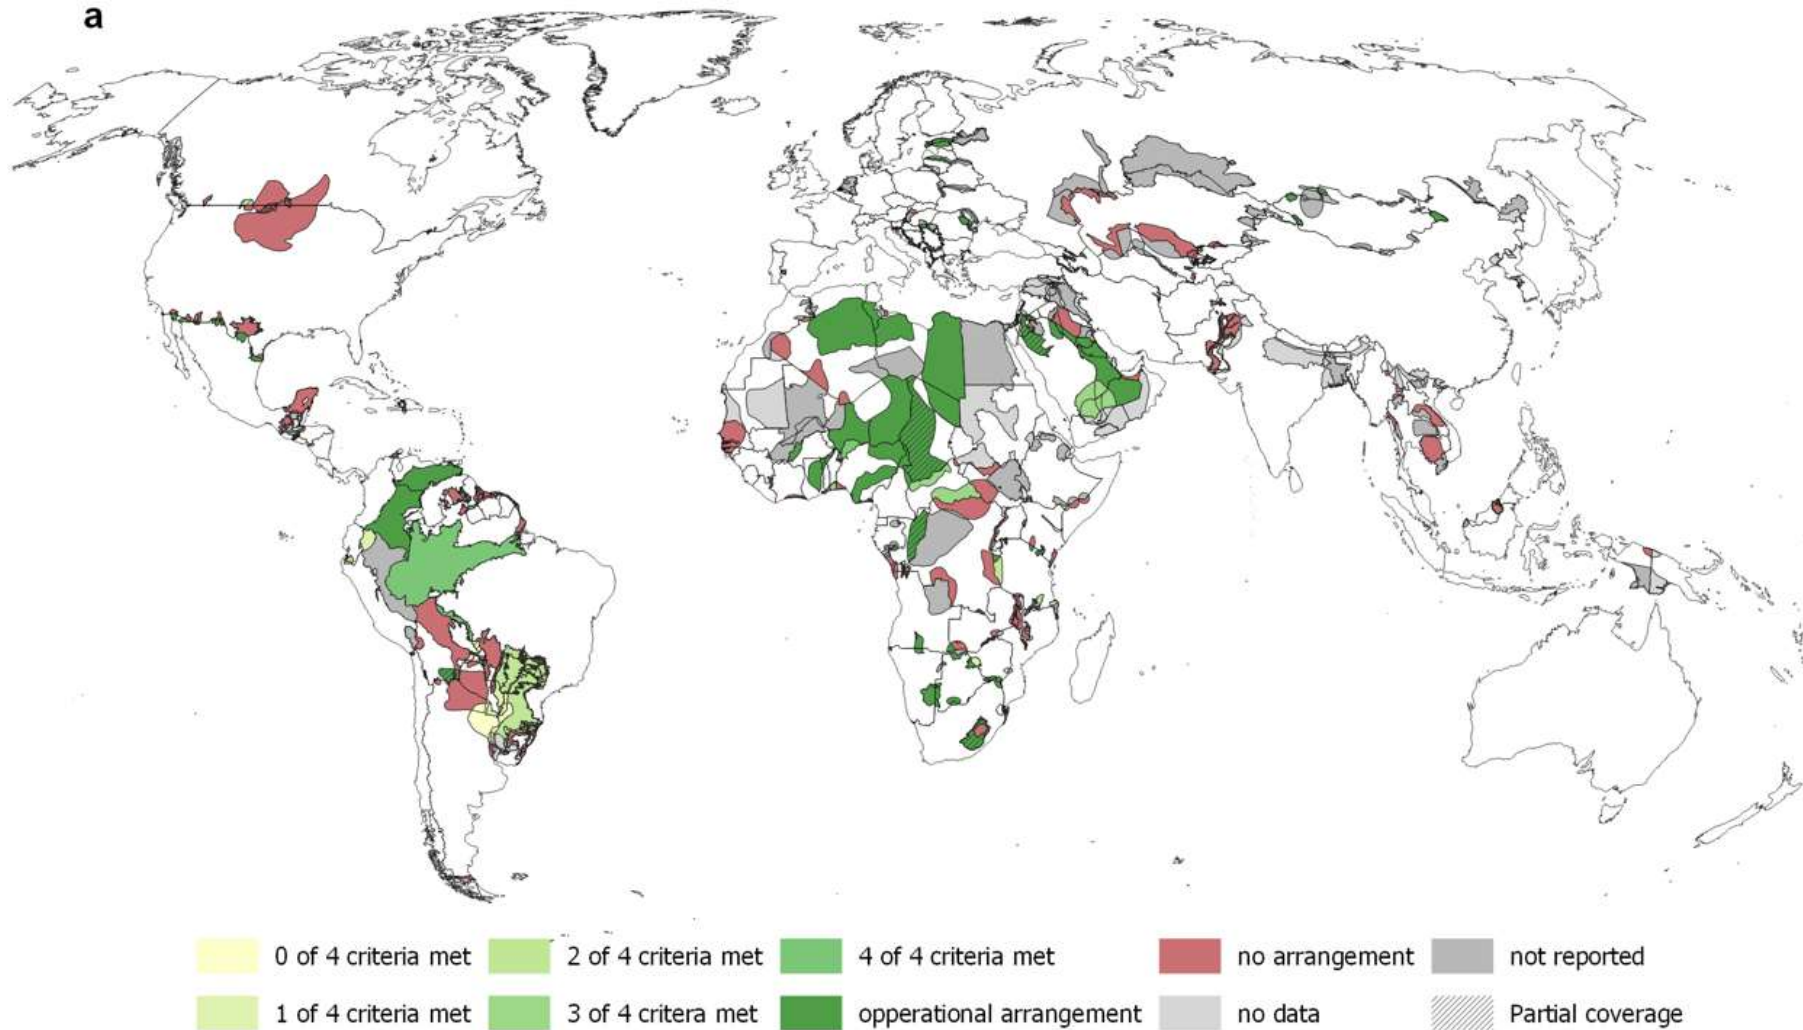 a
0 of 4 criteria met 2 of 4 criteria met 4 of 4 criteria met no arrangement not reported
1 of 4 criteria met 3 of 4 critera met opperational arrangement no data Partial coverage